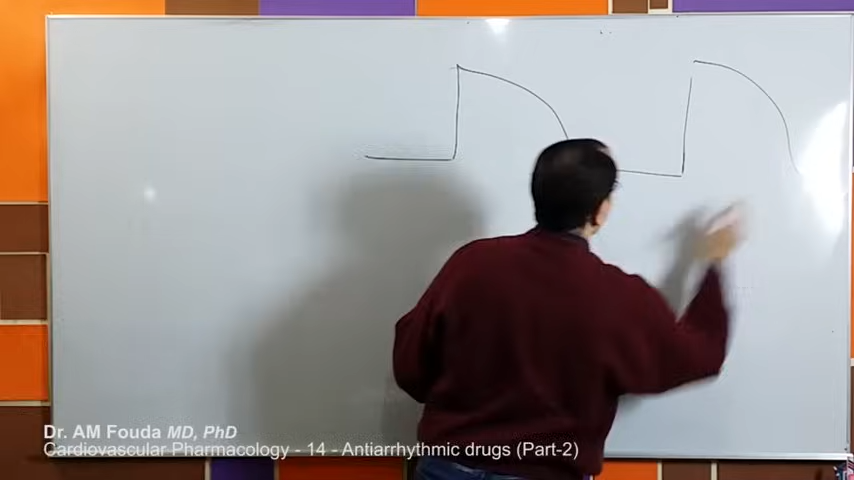 Dr. AM Fouda MD, PhD
Cardiovascular Pharmacology - 14 - Antiarrhythmic drugs (Part-2)